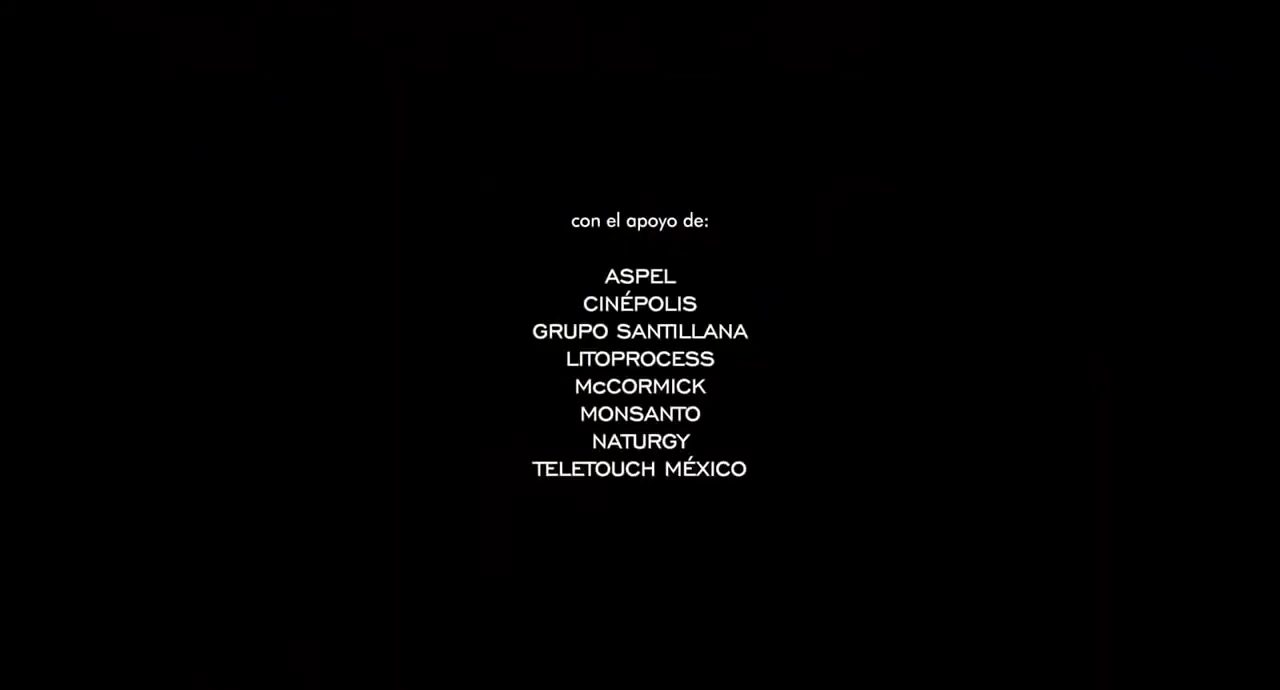 con el apoyo de:
ASPEL
CINÉPOLIS
GRUPO SANTILLANA
LITOPROCESS
McCORMICK
MONSANTO
NATURGY
TELETOUCH MÉXICO